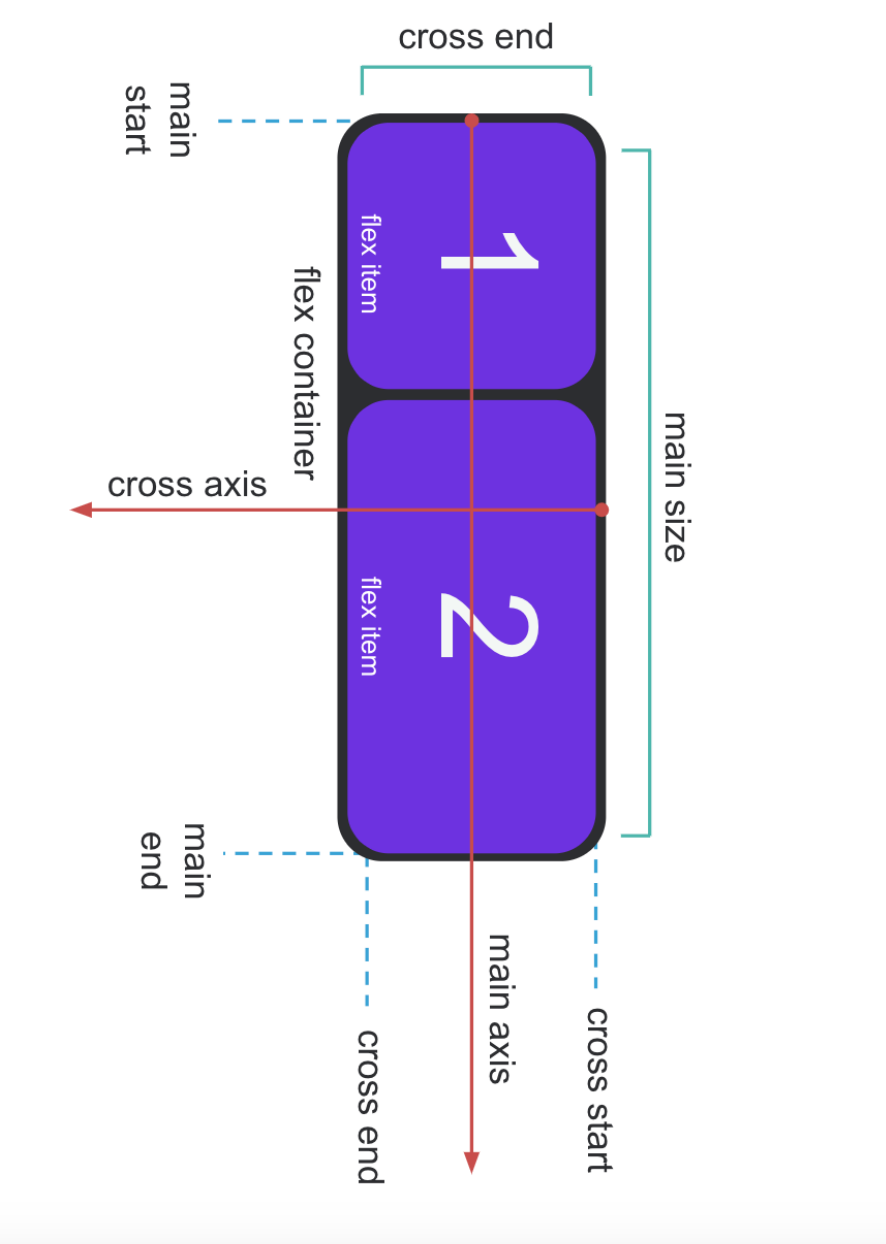 cross end
main
start
1
flex item
flex container
main size
cross axis
2
flex item
main
end
main axis
cross start
cross end